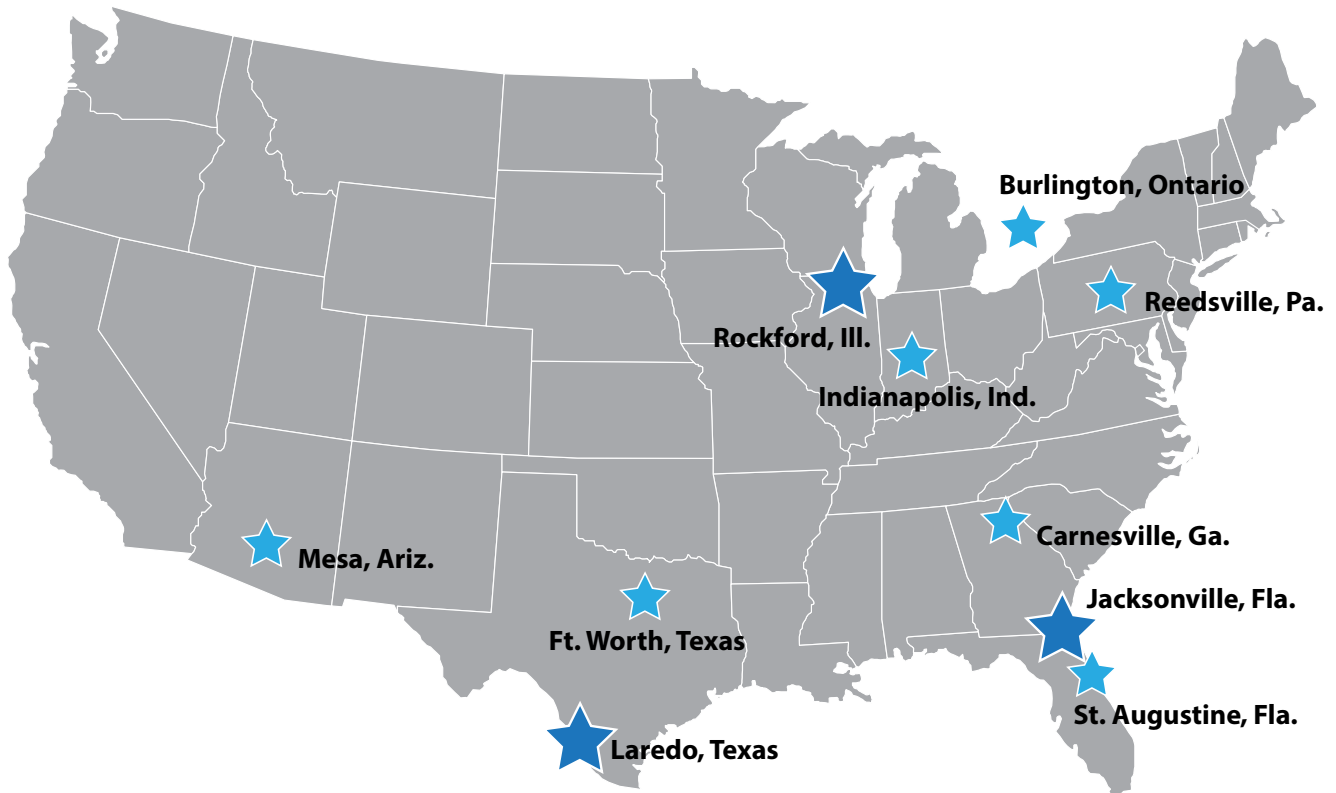 Burlington, Ontario
Reedsville, Pa.
Rockford, Ill.
Indianapolis, Ind.
Carnesville, Ga.
Mesa, Ariz.
Jacksonville, Fla.
Ft. Worth, Texas
St. Augustine, Fla.
Laredo, Texas